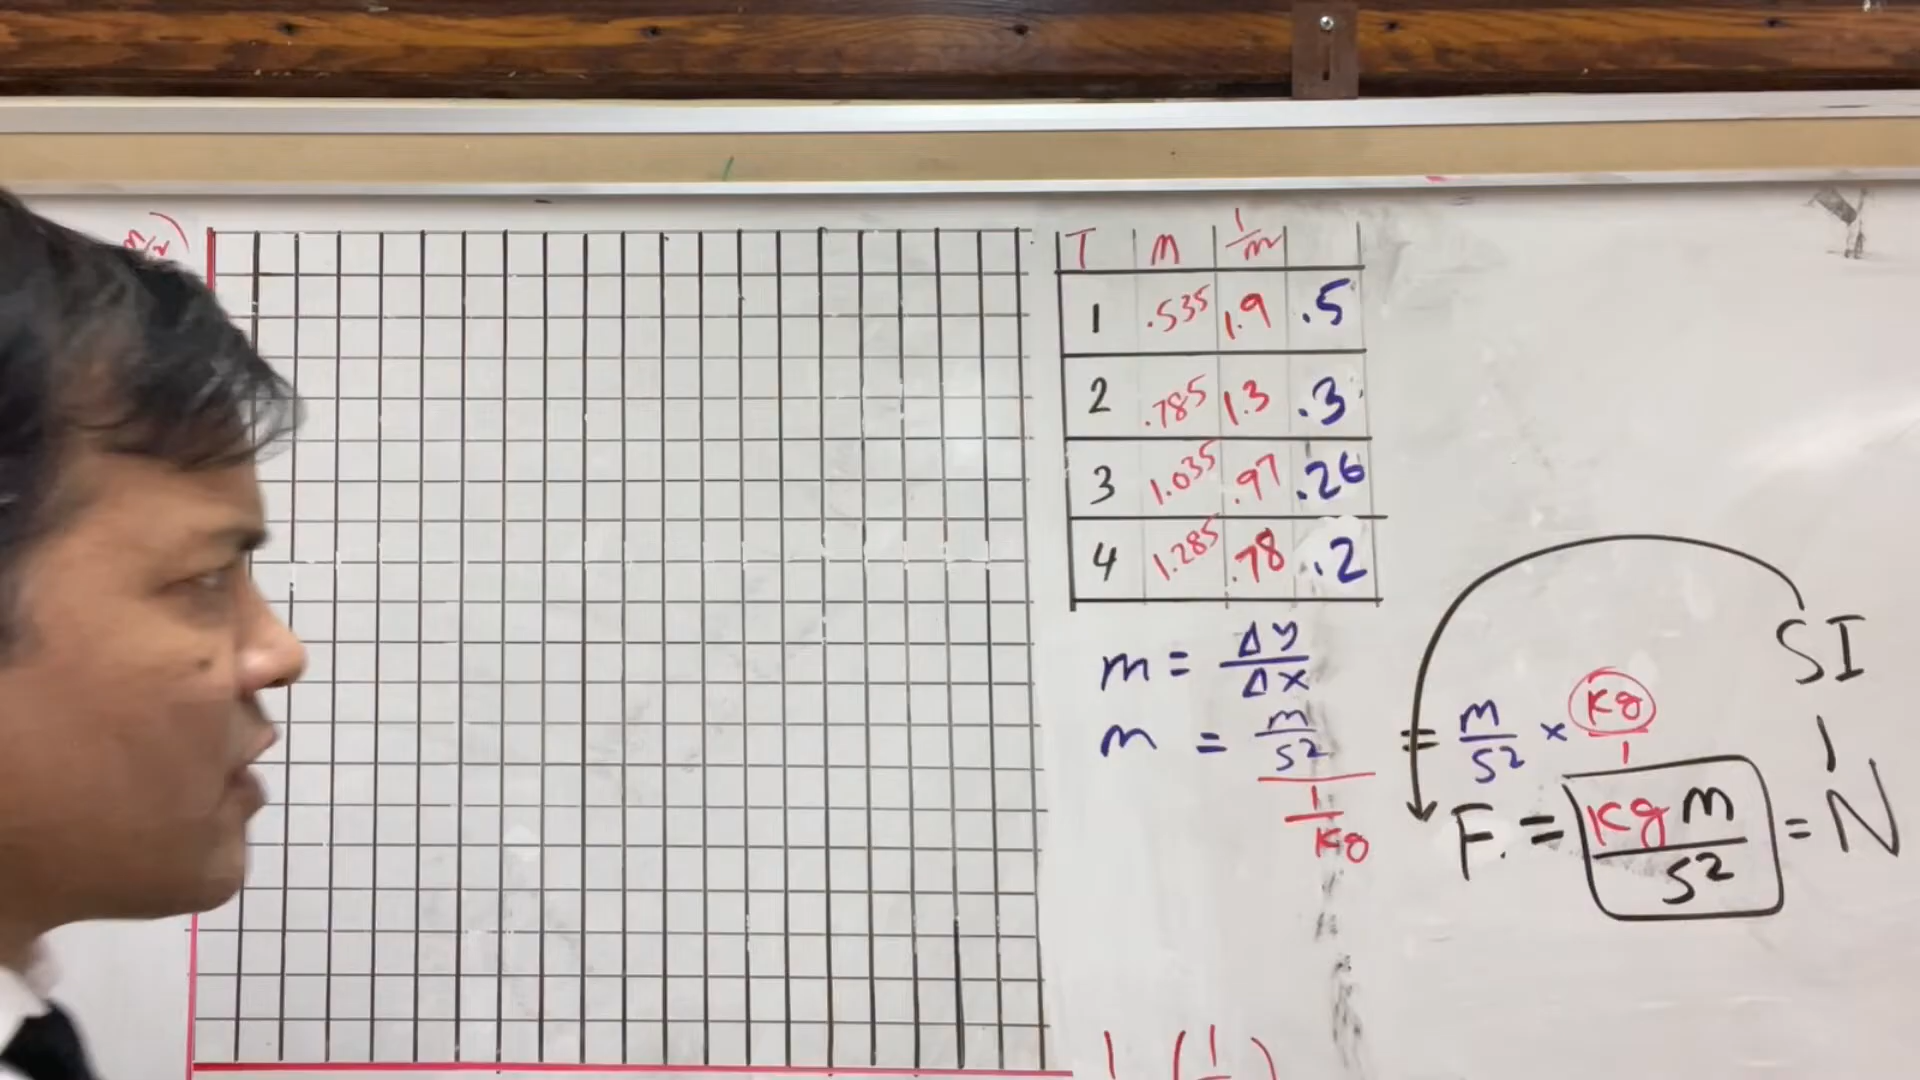 T m 1/m
1 .535 1.9 .5
2 .785 1.3 .3
3 1.035 .97 .26
4 1.285 .78 .2
m = Δy/Δx
m = m/s² / 1/kg = m/s² × kg/1
SI
1
F = kg m/s² = N